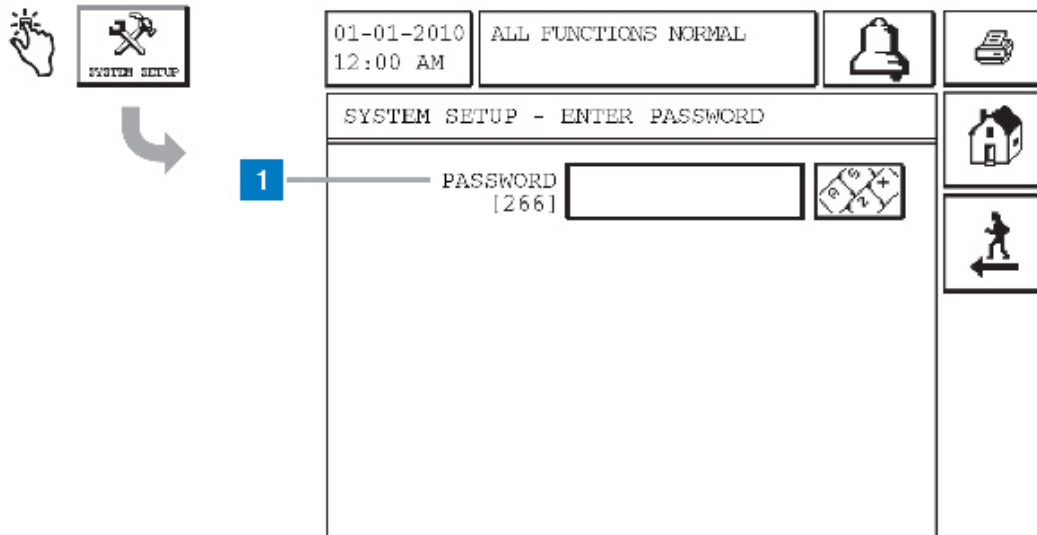 SYSTEM SETUP
01-01-2010
12:00 AM
ALL FUNCTIONS NORMAL
SYSTEM SETUP - ENTER PASSWORD
1
PASSWORD
[266]